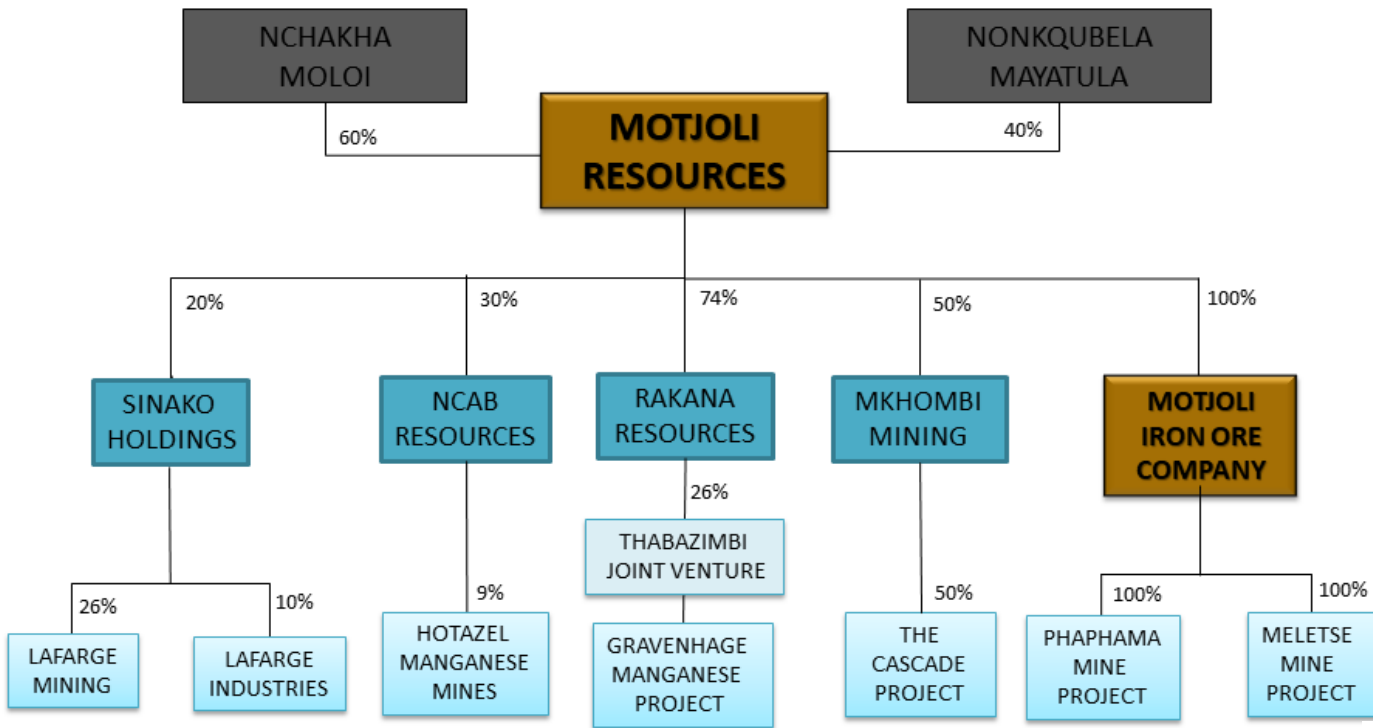 NCHAKHA
MOLOI
NONKQUBELA
MAYATULA
MOTJOLI
RESOURCES
60%
40%
20%
30%
74%
50%
100%
SINAKO
HOLDINGS
NCAB
RESOURCES
RAKANA
RESOURCES
MKHOMBI
MINING
MOTJOLI
IRON ORE
COMPANY
26%
THABAZIMBI
JOINT VENTURE
26%
10%
9%
50%
100%
100%
LAFARGE
MINING
LAFARGE
INDUSTRIES
HOTAZEL
MANGANESE
MINES
GRAVENHAGE
MANGANESE
PROJECT
THE
CASCADE
PROJECT
PHAPHAMA
MINE
PROJECT
MELETSE
MINE
PROJECT